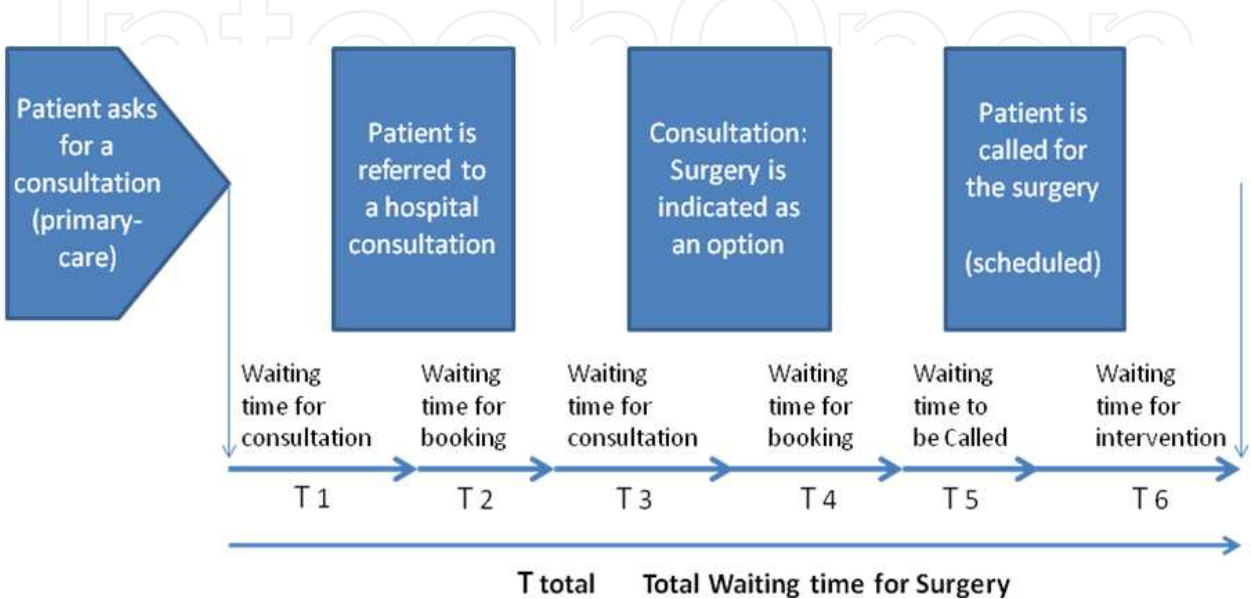 IntechOpen
Patient asks
for a
consultation
(primary-
care)
Patient is
referred to
a hospital
consultation
Consultation:
Surgery is
indicated as
an option
Patient is
called for
the surgery
(scheduled)
Waiting
time for
consultation
Waiting
time for
booking
Waiting
time for
consultation
Waiting
time for
booking
Waiting
time to
be Called
Waiting
time for
intervention
T 1
T 2
T 3
T 4
T 5
T 6
T total Total Waiting time for Surgery